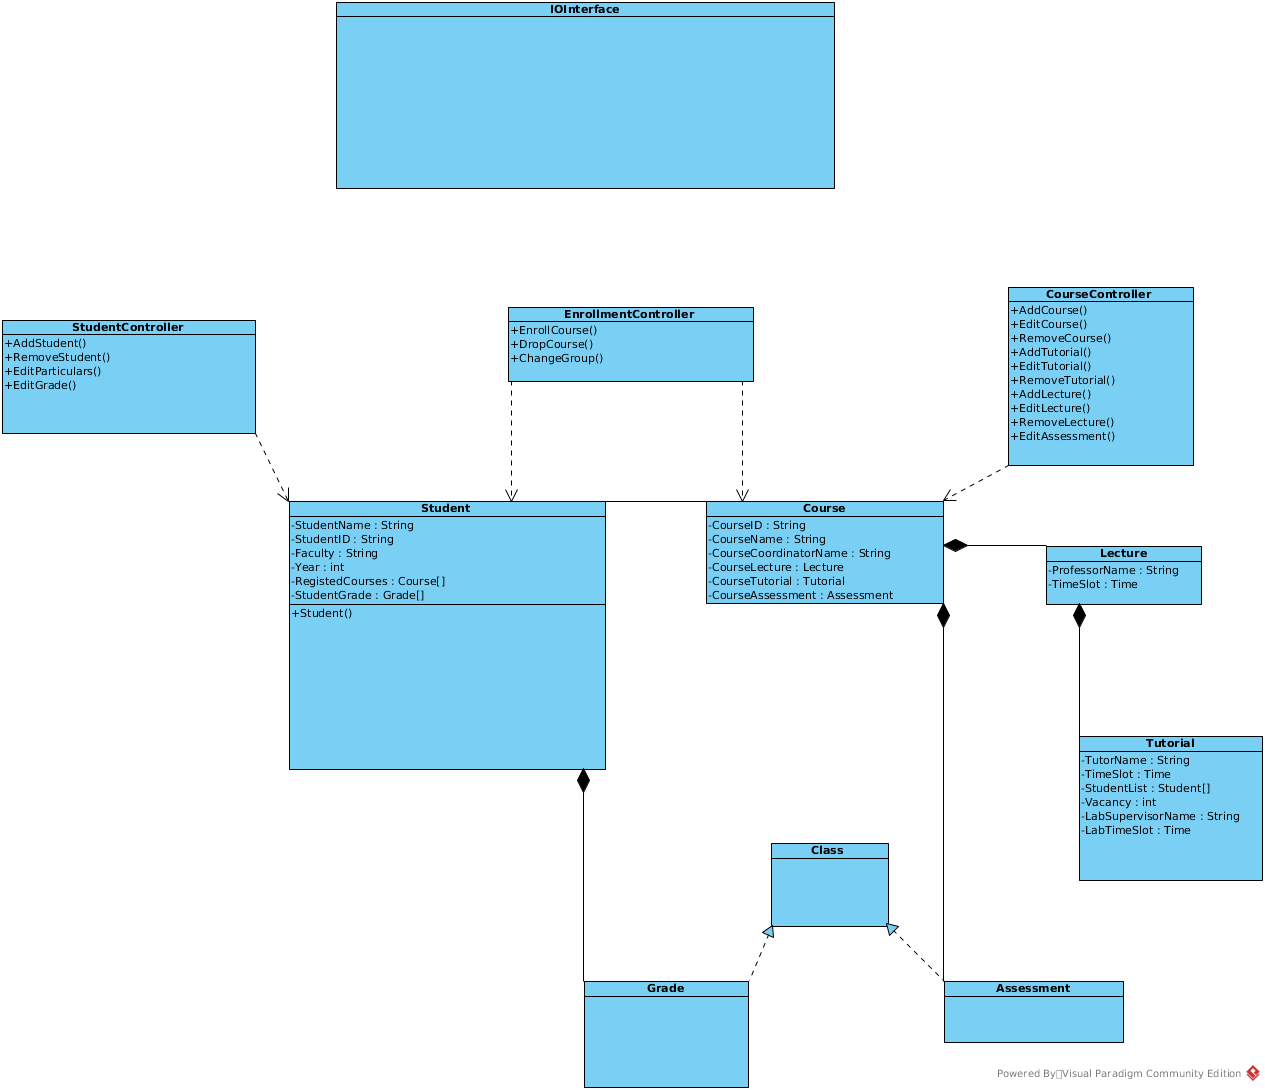 IOInterface
StudentController
+AddStudent()
+RemoveStudent()
+EditParticulars()
+EditGrade()
EnrollmentController
+EnrollCourse()
+DropCourse()
+ChangeGroup()
CourseController
+AddCourse()
+EditCourse()
+RemoveCourse()
+AddTutorial()
+EditTutorial()
+RemoveTutorial()
+AddLecture()
+EditLecture()
+RemoveLecture()
+EditAssessment()
Student
-StudentName : String
-StudentID : String
-Faculty : String
-Year : int
-RegistedCourses : Course[]
-StudentGrade : Grade[]
+Student()
Course
-CourseID : String
-CourseName : String
-CourseCoordinatorName : String
-CourseLecture : Lecture
-CourseTutorial : Tutorial
-CourseAssessment : Assessment
Lecture
-ProfessorName : String
-TimeSlot : Time
Tutorial
-TutorName : String
-TimeSlot : Time
-StudentList : Student[]
-Vacancy : int
-LabSupervisorName : String
-LabTimeSlot : Time
Class
Grade
Assessment
Powered By Visual Paradigm Community Edition